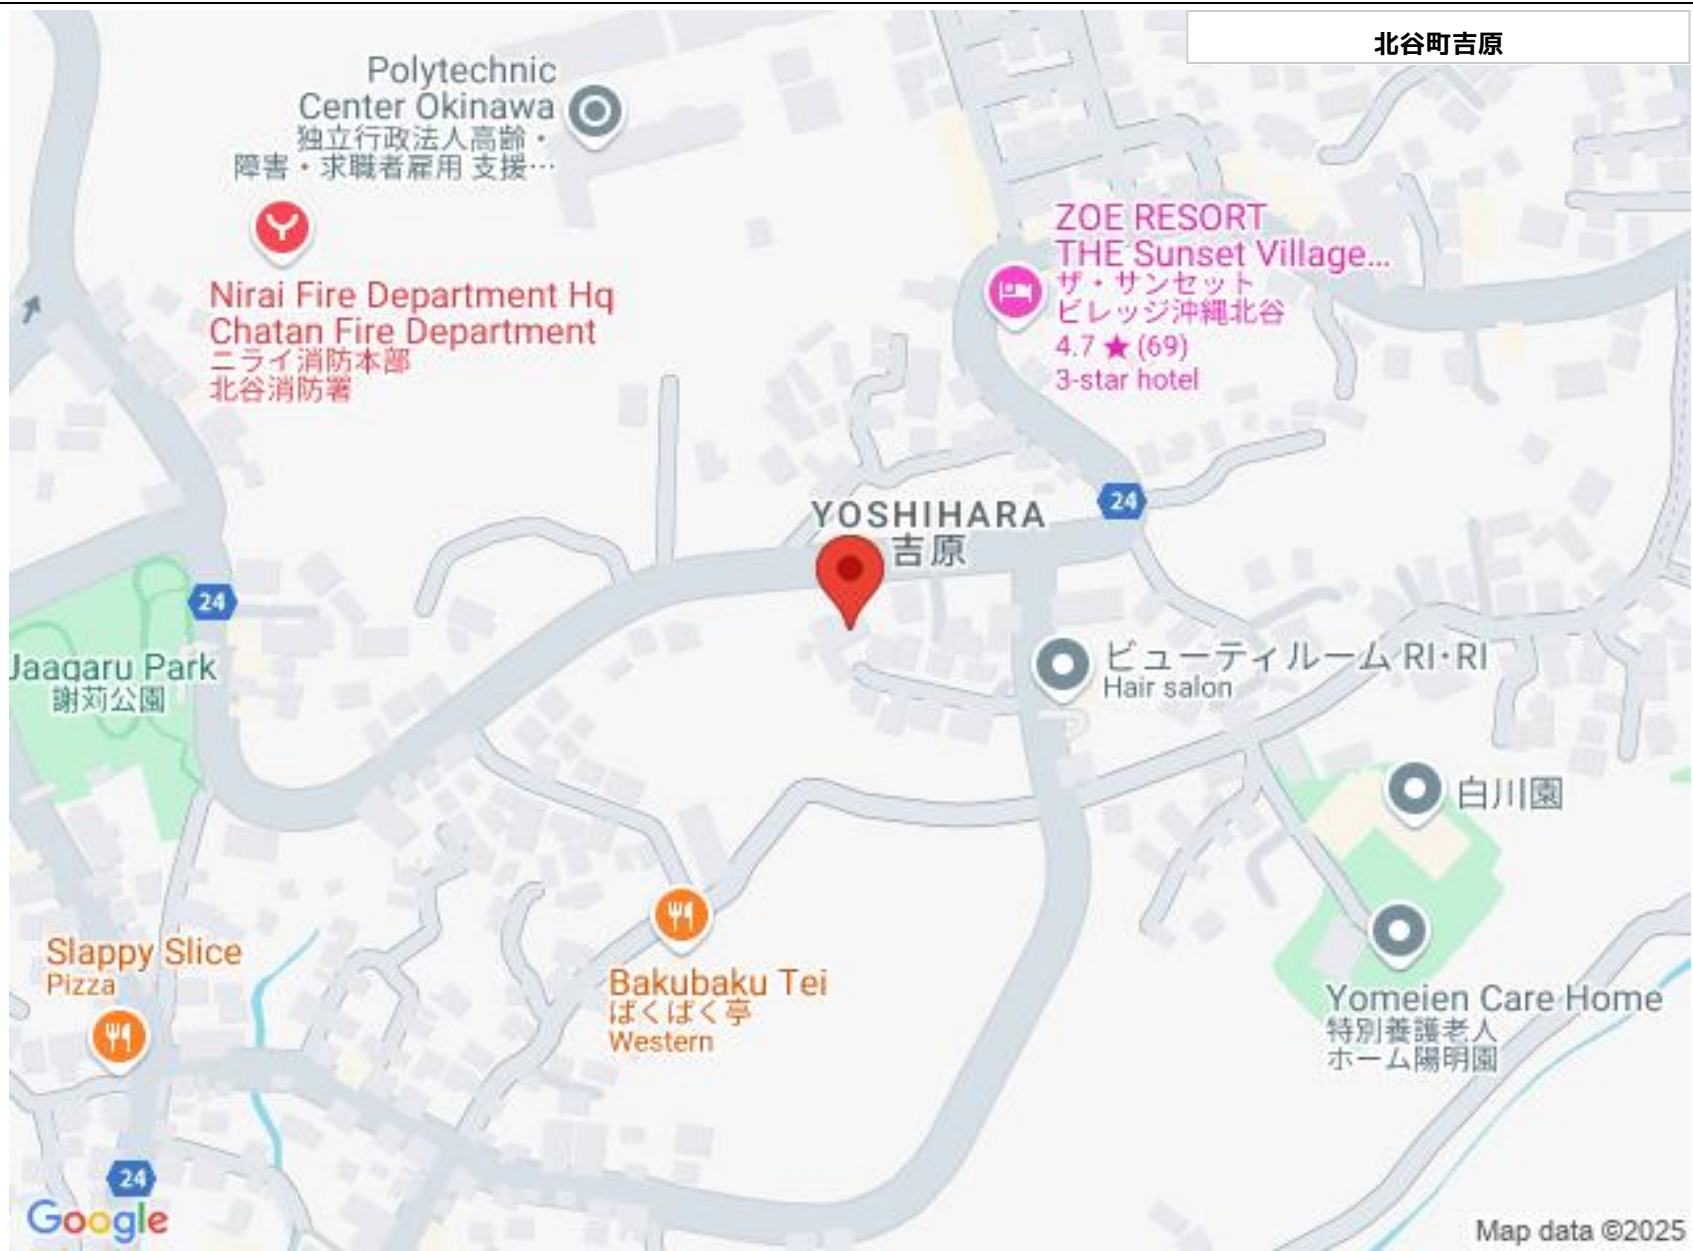 北谷町吉原
Polytechnic
Center Okinawa
独立行政法人高齢・
障害・求職者雇用 支援…
Nirai Fire Department Hq
Chatan Fire Department
ニライ消防本部
北谷消防署
ZOE RESORT
THE Sunset Village...
ザ・サンセット
ビレッジ沖縄北谷
4.7 ★ (69)
3-star hotel
24
YOSHIHARA
吉原
24
Jaagaru Park
謝苅公園
ビューティルーム RI・RI
Hair salon
白川園
Slappy Slice
Pizza
Bakubaku Tei
ばくばく亭
Western
Yomeien Care Home
特別養護老人
ホーム陽明園
24
Google
Map data ©2025